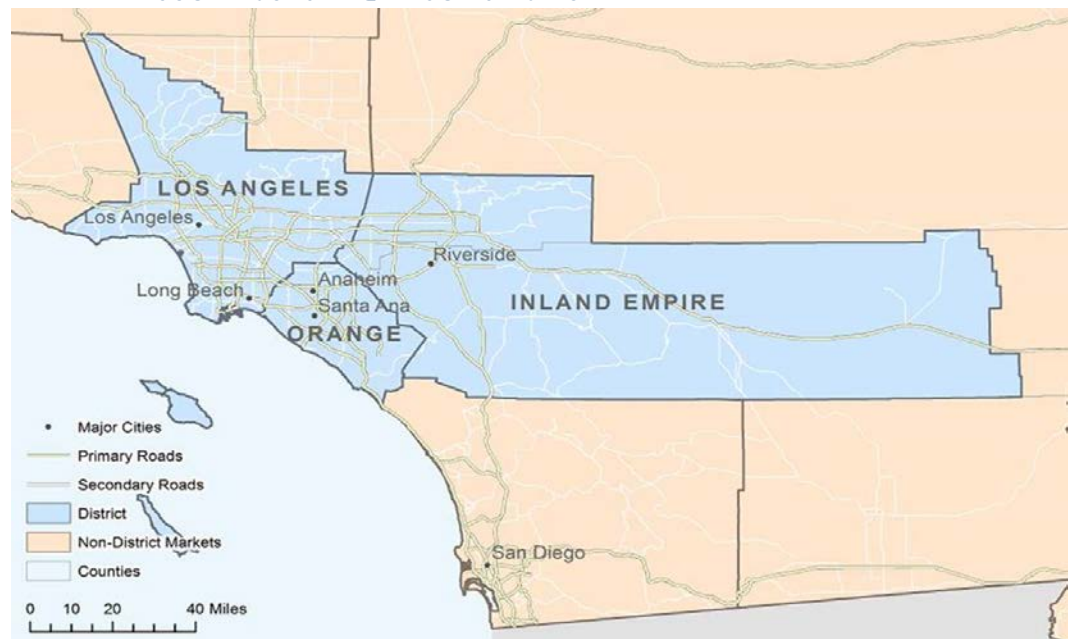 LOS ANGELES
Los Angeles
Riverside
Anaheim
Long Beach
Santa Ana
INLAND EMPIRE
ORANGE
Major Cities
Primary Roads
Secondary Roads
District
Non-District Markets
Counties
San Diego
0 10 20 40 Miles